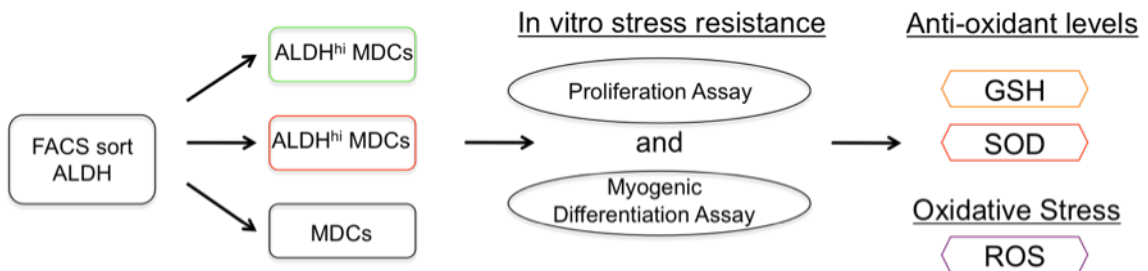 FACS sort
ALDH
ALDHhi MDCs
ALDHhi MDCs
MDCs
In vitro stress resistance
Proliferation Assay
and
Myogenic
Differentiation Assay
Anti-oxidant levels
GSH
SOD
Oxidative Stress
ROS